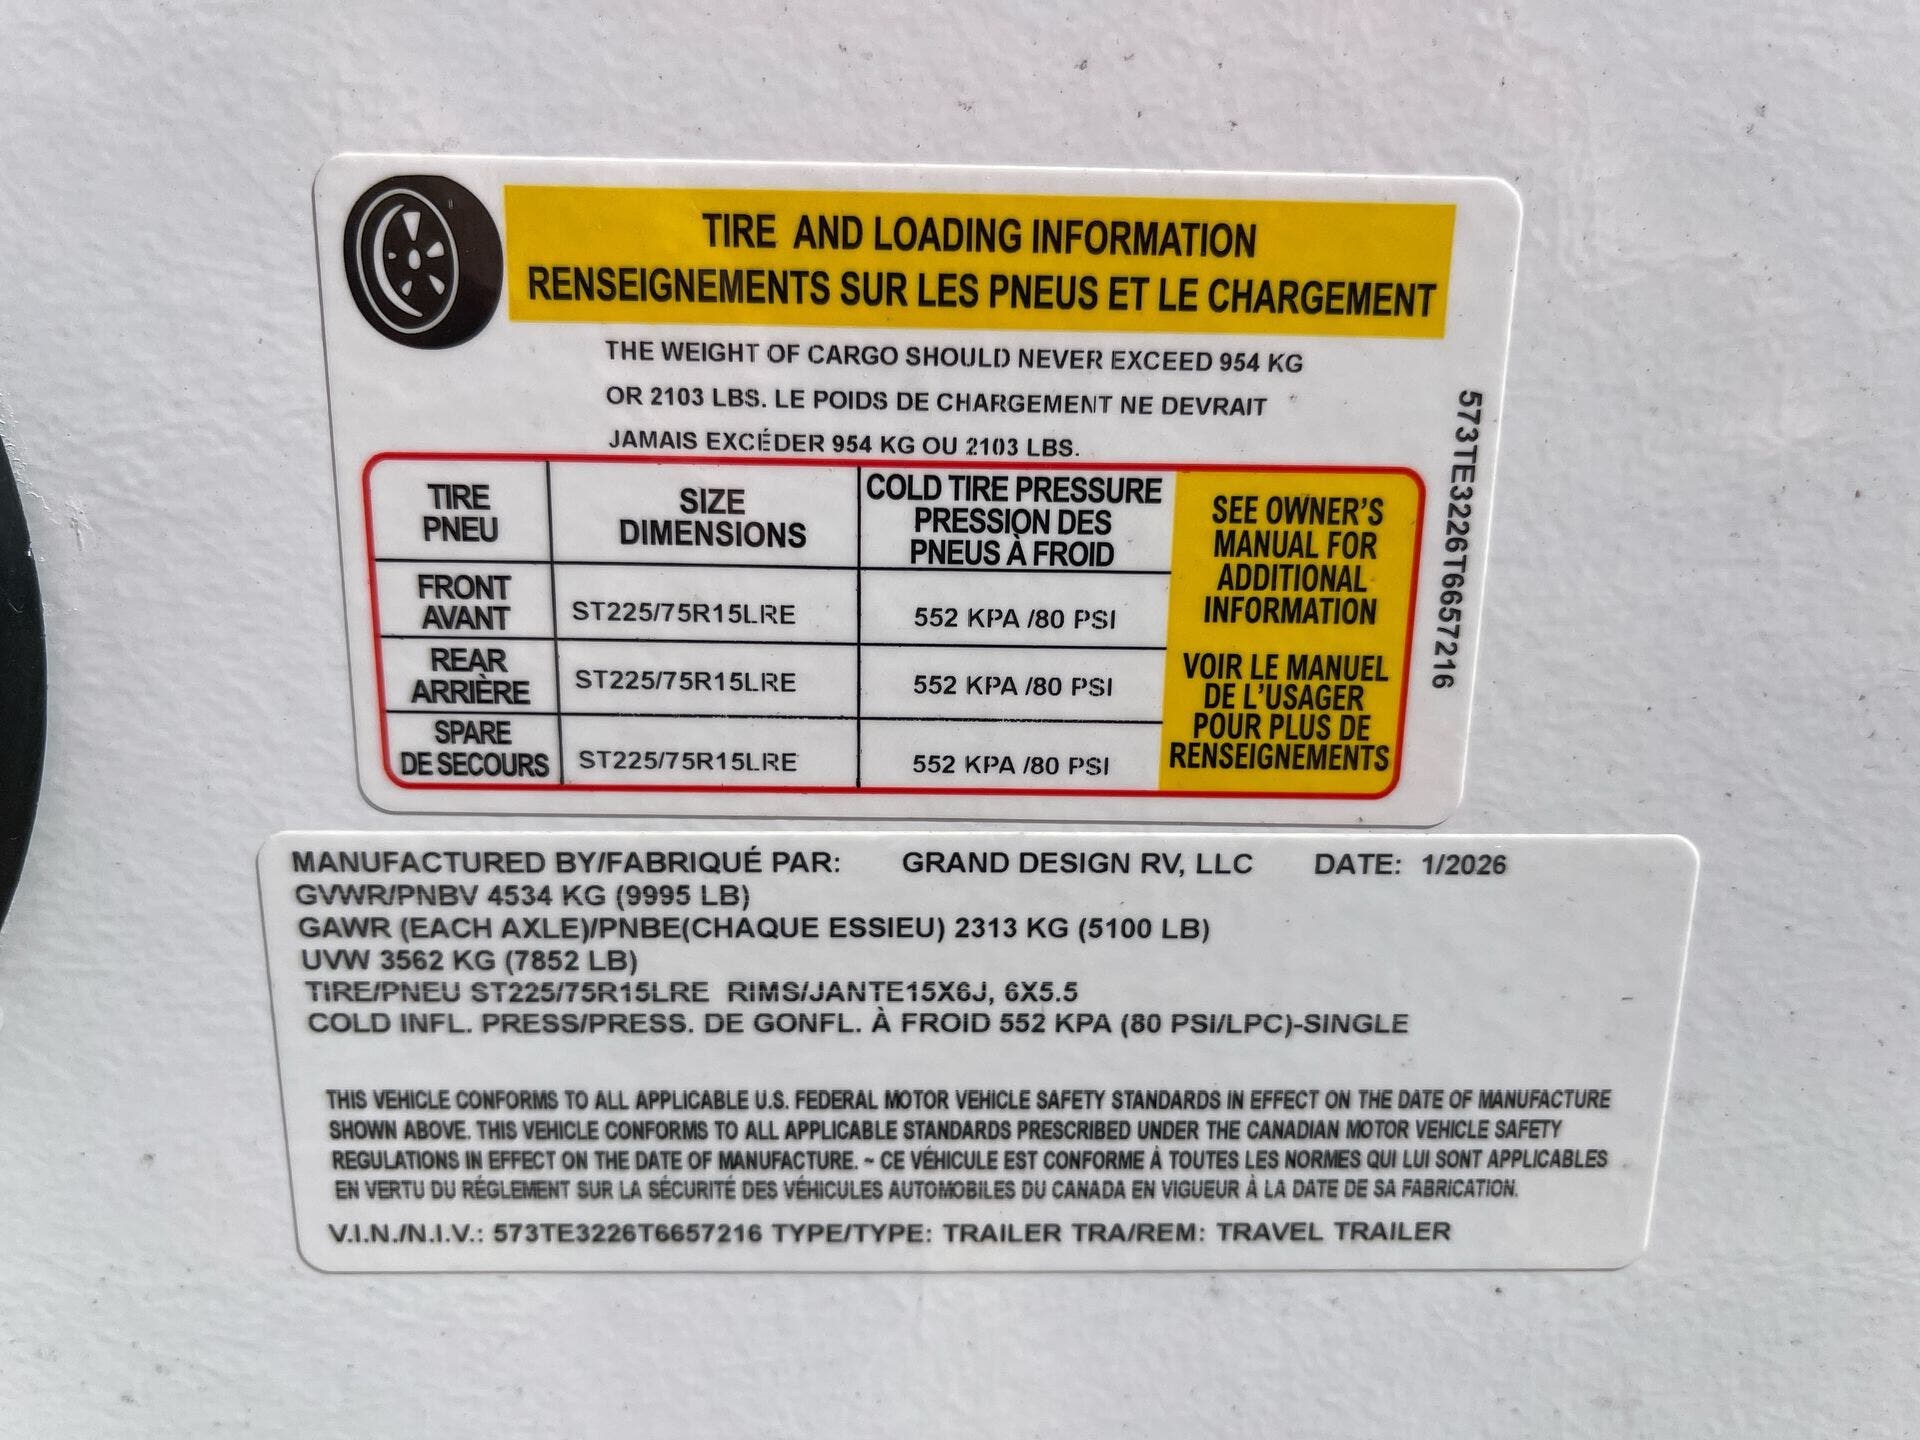 TIRE AND LOADING INFORMATION
RENSEIGNEMENTS SUR LES PNEUS ET LE CHARGEMENT
THE WEIGHT OF CARGO SHOULD NEVER EXCEED 954 KG
OR 2103 LBS. LE POIDS DE CHARGEMENT NE DEVRAIT
JAMAIS EXCÉDER 954 KG OU 2103 LBS.
TIRE
PNEU
SIZE
DIMENSIONS
COLD TIRE PRESSURE
PRESSION DES
PNEUS À FROID
FRONT
AVANT
ST225/75R15LRE
552 KPA /80 PSI
REAR
ARRIÈRE
ST225/75R15LRE
552 KPA /80 PSI
SPARE
DE SECOURS
ST225/75R15LRE
552 KPA /80 PSI
SEE OWNER'S
MANUAL FOR
ADDITIONAL
INFORMATION
VOIR LE MANUEL
DE L'USAGER
POUR PLUS DE
RENSEIGNEMENTS
573TE3226T6657216
MANUFACTURED BY/FABRIQUÉ PAR: GRAND DESIGN RV, LLC DATE: 1/2026
GVWR/PNBV 4534 KG (9995 LB)
GAWR (EACH AXLE)/PNBE(CHAQUE ESSIEU) 2313 KG (5100 LB)
UVW 3562 KG (7852 LB)
TIRE/PNEU ST225/75R15LRE RIMS/JANTE15X6J, 6X5.5
COLD INFL. PRESS/PRESS. DE GONFL. À FROID 552 KPA (80 PSI/LPC)-SINGLE
THIS VEHICLE CONFORMS TO ALL APPLICABLE U.S. FEDERAL MOTOR VEHICLE SAFETY STANDARDS IN EFFECT ON THE DATE OF MANUFACTURE
SHOWN ABOVE. THIS VEHICLE CONFORMS TO ALL APPLICABLE STANDARDS PRESCRIBED UNDER THE CANADIAN MOTOR VEHICLE SAFETY
REGULATIONS IN EFFECT ON THE DATE OF MANUFACTURE. ~ CE VÉHICULE EST CONFORME À TOUTES LES NORMES QUI LUI SONT APPLICABLES
EN VERTU DU RÉGLEMENT SUR LA SÉCURITÉ DES VÉHICULES AUTOMOBILES DU CANADA EN VIGUEUR À LA DATE DE SA FABRICATION.
V.I.N./N.I.V.: 573TE3226T6657216 TYPE/TYPE: TRAILER TRA/REM: TRAVEL TRAILER